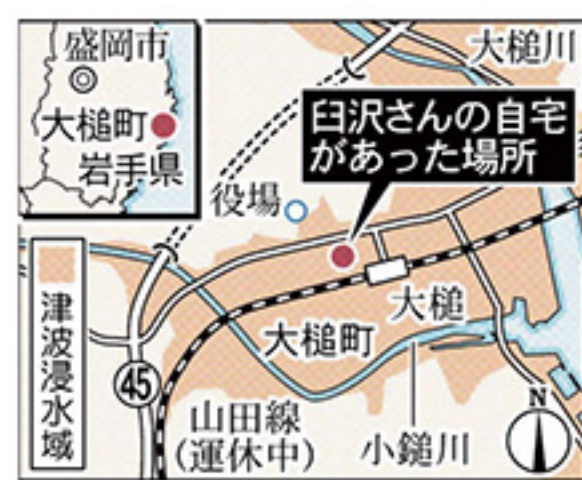 盛岡市
大槌町
岩手県
大槌川
臼沢さんの自宅
があった場所
役場
大槌
大槌町
津波浸水域
45
山田線
(運休中)
小鎚川
N